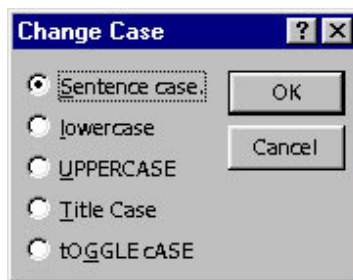 Change Case
Sentence case.
lowercase
UPPERCASE
Title Case
tOGGLE cASE
OK
Cancel